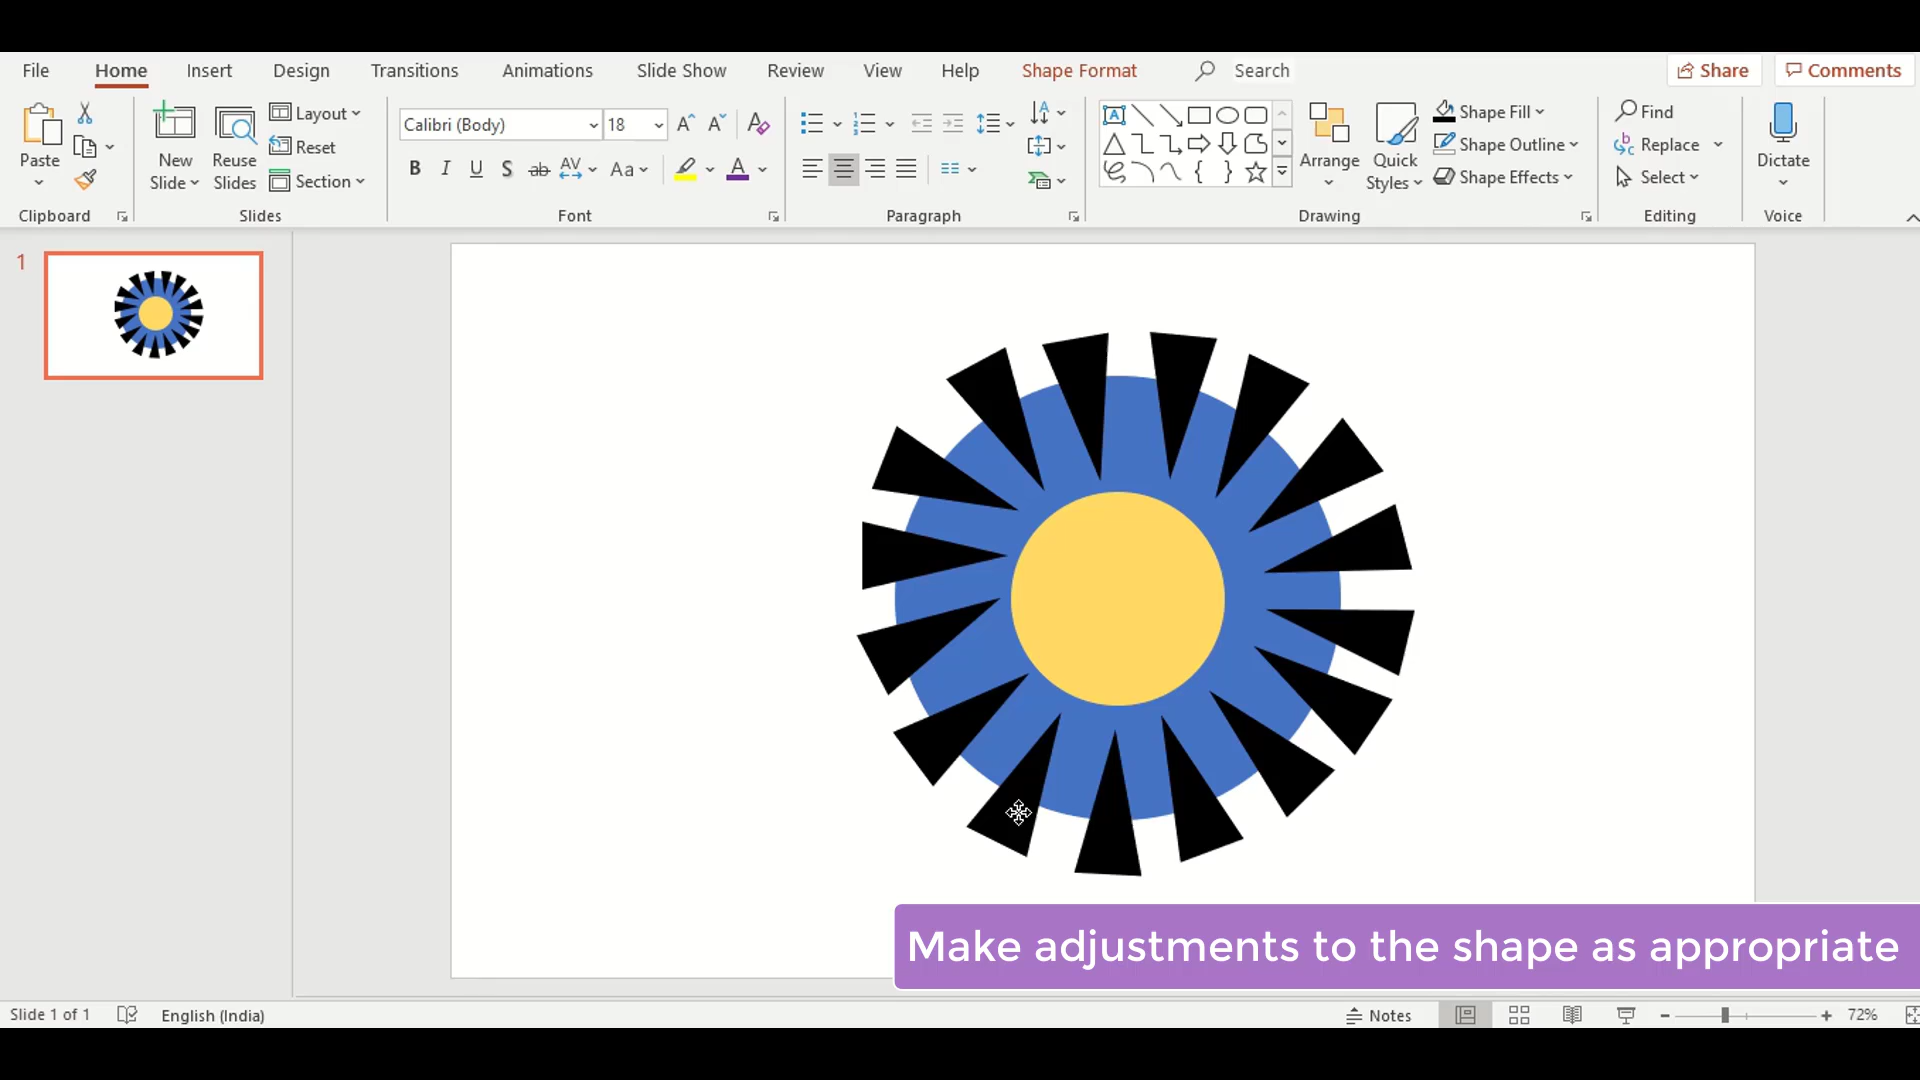 File Home Insert Design Transitions Animations Slide Show Review View Help Shape Format Search Share Comments
Paste
Clipboard
New Slide
Reuse Slides
Layout
Reset
Section
Slides
Calibri (Body) 18
B I U S ab AV Aa A
Font
Paragraph
Arrange
Quick Styles
Shape Fill
Shape Outline
Shape Effects
Drawing
Find
Replace
Select
Editing
Dictate
Voice
1
Make adjustments to the shape as appropriate
Slide 1 of 1 English (India) Notes 72%